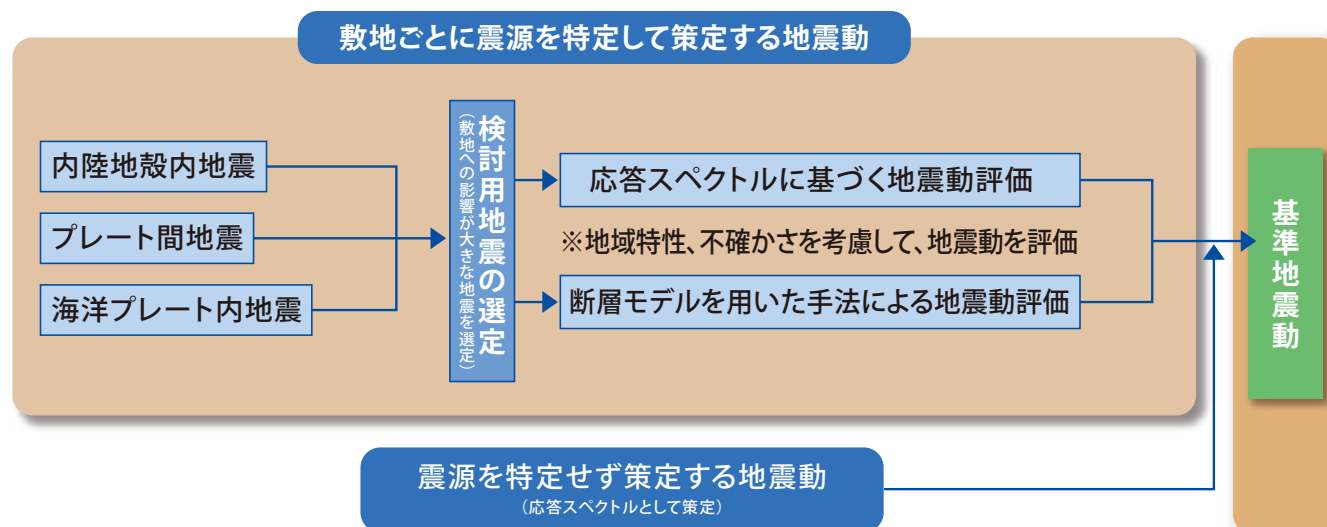 敷地ごとに震源を特定して策定する地震動
内陸地殻内地震
プレート間地震
海洋プレート内地震
検討用地震の選定
（敷地への影響が大きな地震を選定）
応答スペクトルに基づく地震動評価
※地域特性、不確かさを考慮して、地震動を評価
断層モデルを用いた手法による地震動評価
基準地震動
震源を特定せず策定する地震動
（応答スペクトルとして策定）